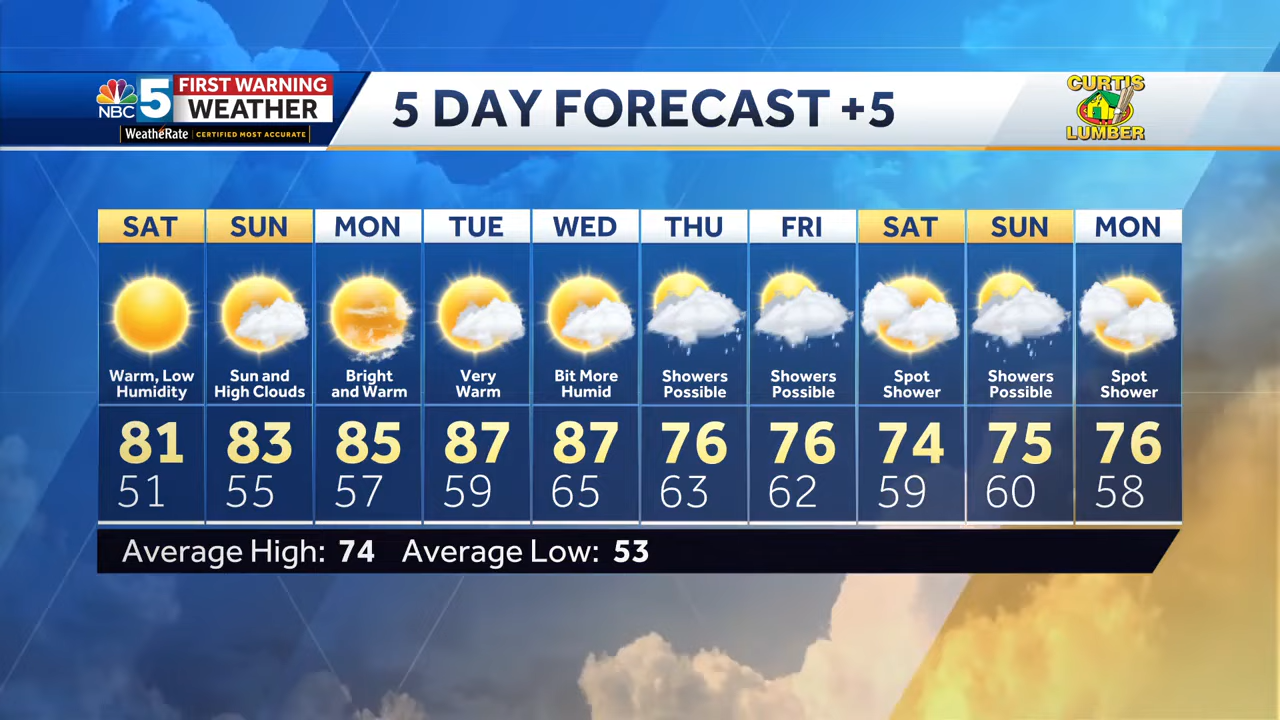 NBC 5 FIRST WARNING
WEATHER
WeatheRate CERTIFIED MOST ACCURATE
5 DAY FORECAST +5
CURTIS
LUMBER
SAT SUN MON TUE WED THU FRI SAT SUN MON
Warm, Low Sun and Bright Very Bit More Showers Showers Spot Showers Spot
Humidity High Clouds and Warm Warm Humid Possible Possible Shower Possible Shower
81 83 85 87 87 76 76 74 75 76
51 55 57 59 65 63 62 59 60 58
Average High: 74 Average Low: 53